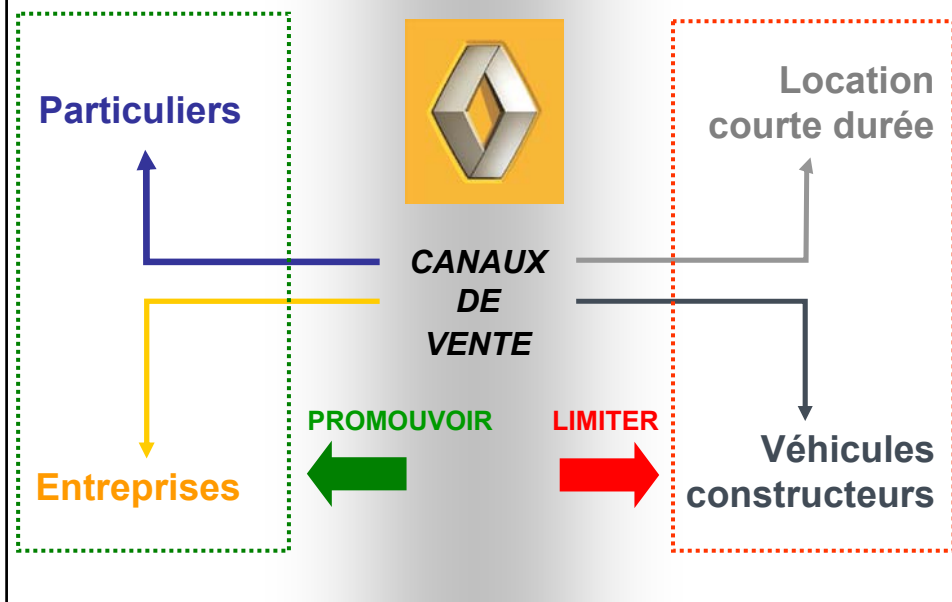 Particuliers
Location
courte durée
CANAUX
DE
VENTE
PROMOUVOIR
LIMITER
Entreprises
Véhicules
constructeurs